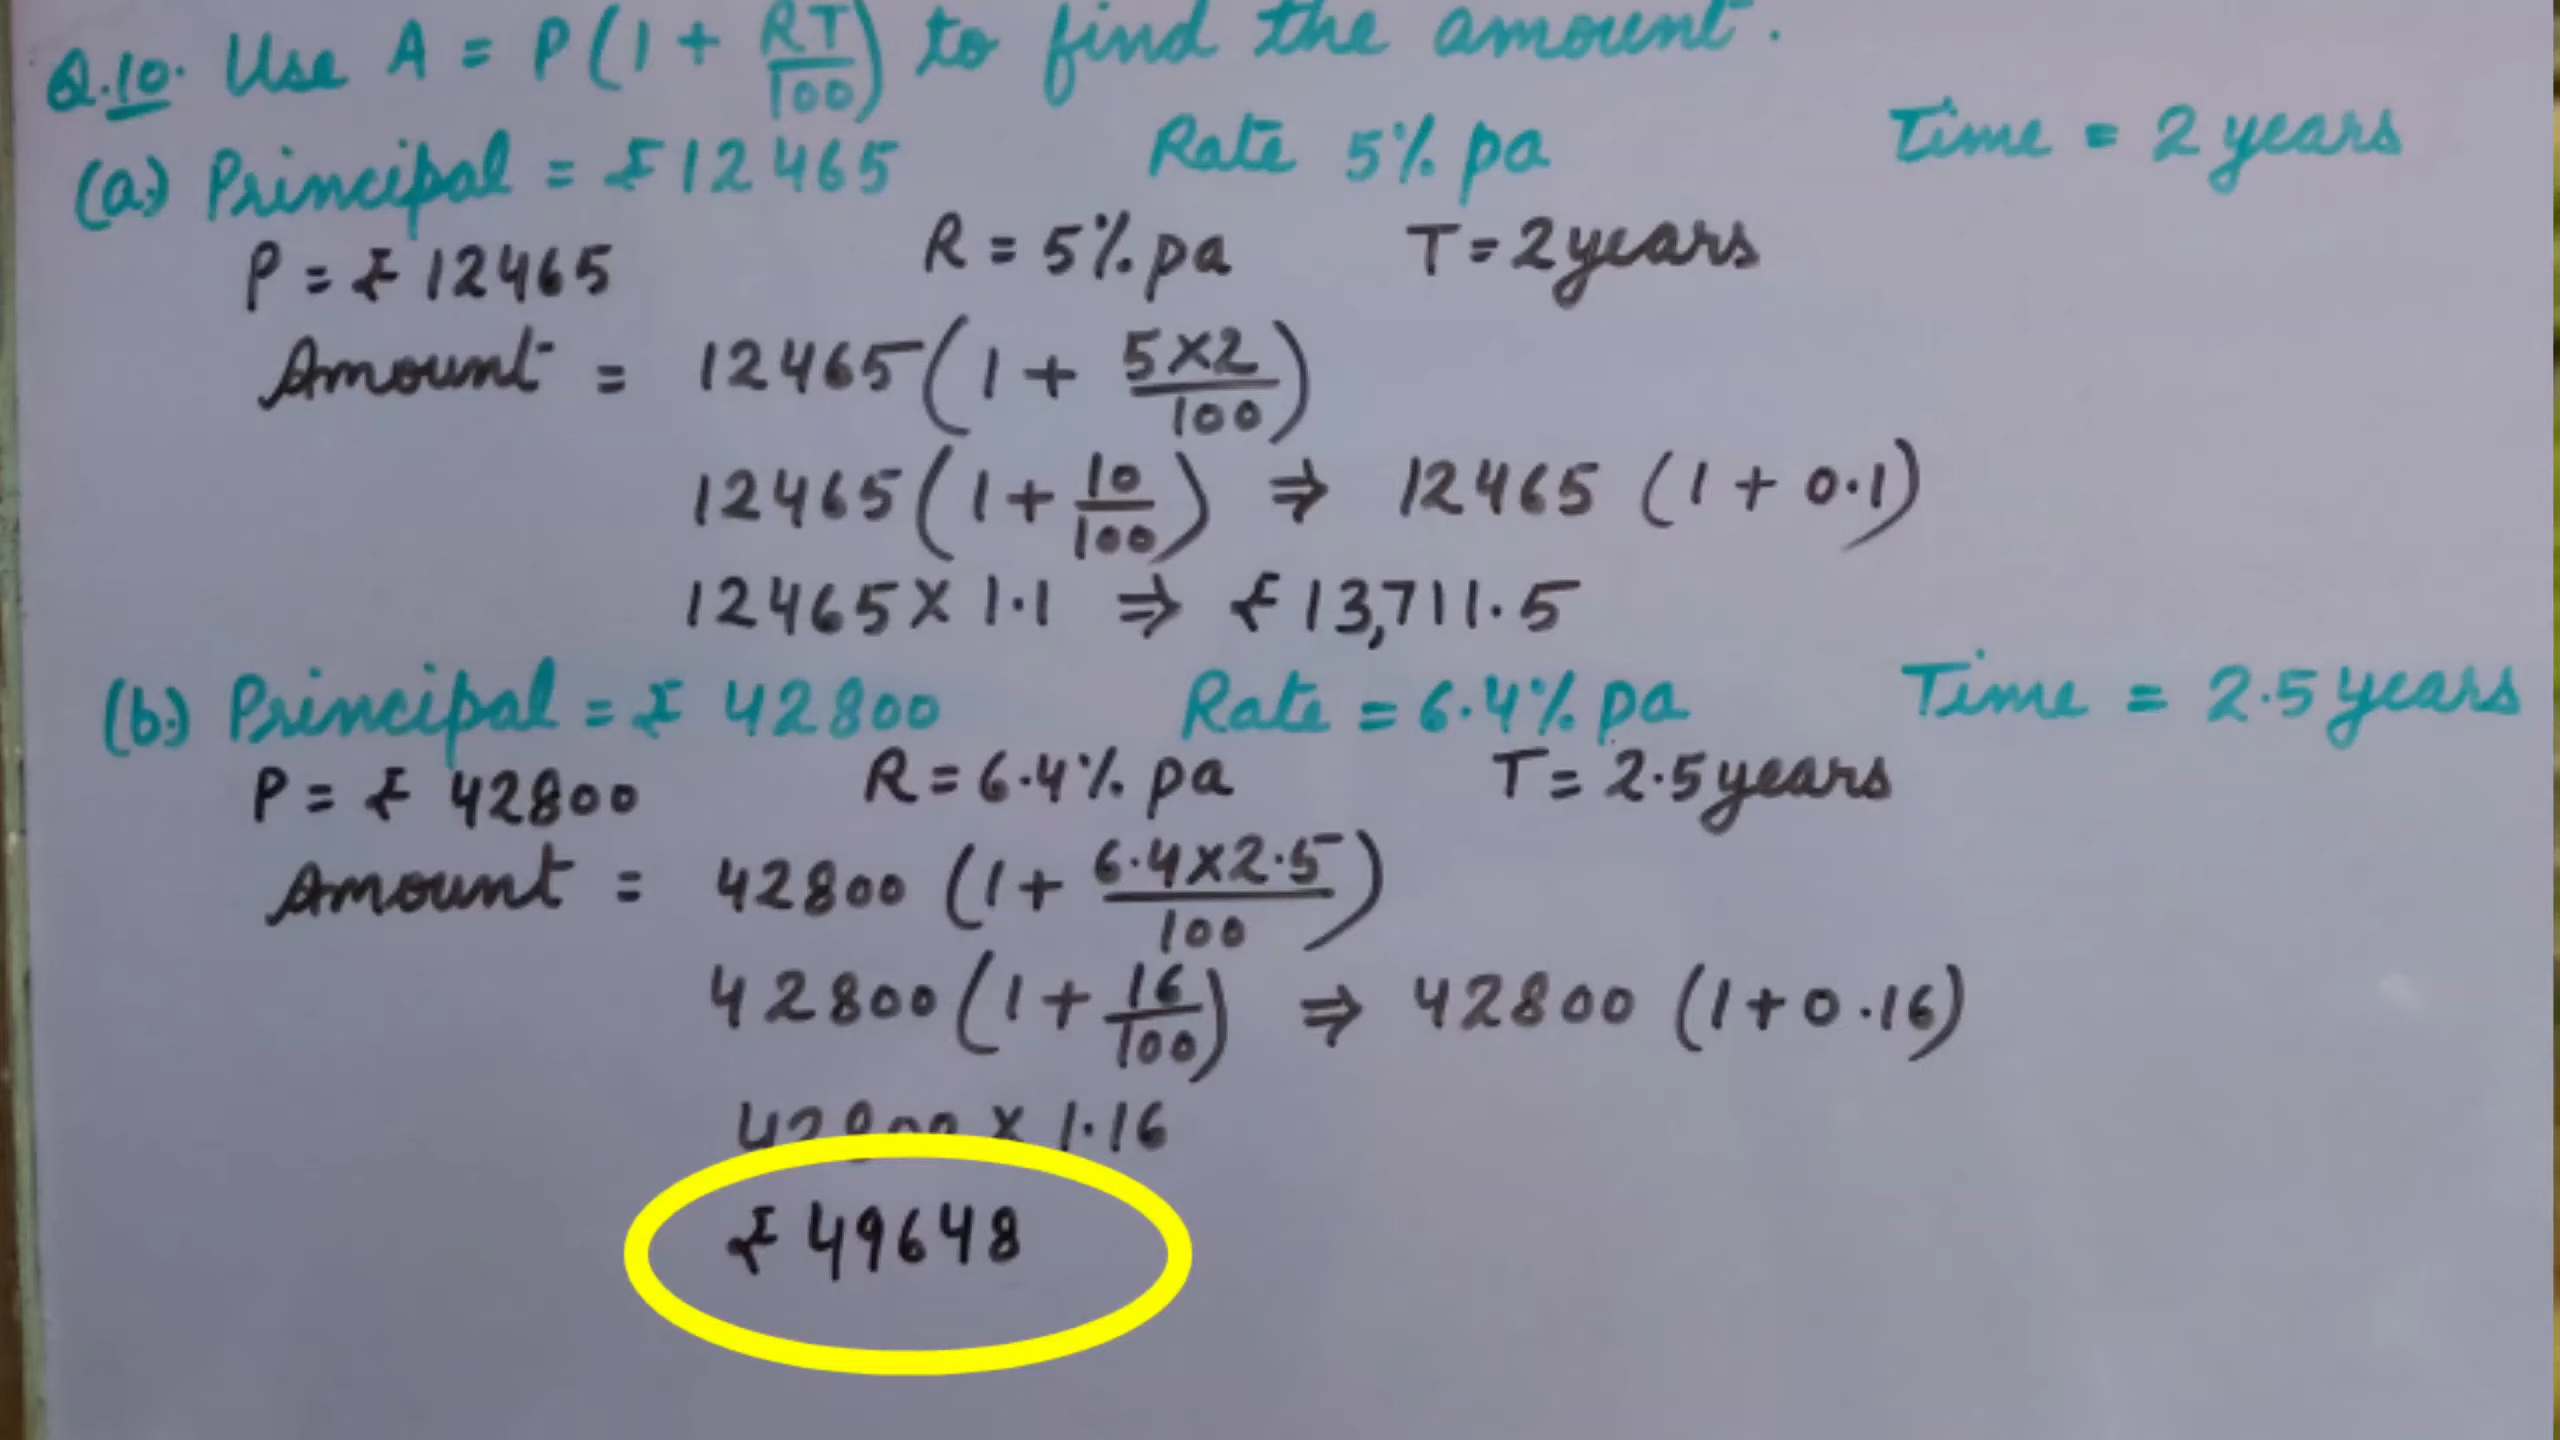 Q.10. Use A = P(1 + RT/100) to find the amount.
(a.) Principal = ₹ 12465 Rate 5% pa Time = 2 years
P = ₹ 12465 R = 5% pa T = 2 years
Amount = 12465(1 + 5×2/100)
12465(1 + 10/100) ⇒ 12465 (1 + 0.1)
12465 × 1.1 ⇒ ₹ 13,711.5
(b.) Principal = ₹ 42800 Rate = 6.4% pa Time = 2.5 years
P = ₹ 42800 R = 6.4% pa T = 2.5 years
Amount = 42800 (1 + 6.4×2.5/100)
42800(1 + 16/100) ⇒ 42800 (1+0.16)
42800 × 1.16
₹ 49648